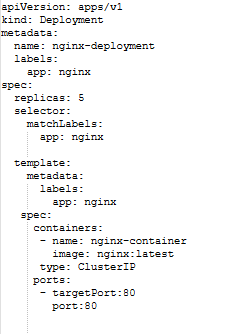 apiVersion: apps/v1
kind: Deployment
metadata:
  name: nginx-deployment
  labels:
    app: nginx
spec:
  replicas: 5
  selector:
    matchLabels:
      app: nginx

  template:
    metadata:
      labels:
        app: nginx
   spec:
     containers:
      - name: nginx-container
        image: nginx:latest
      type: ClusterIP
     ports:
      - targetPort:80
        port:80